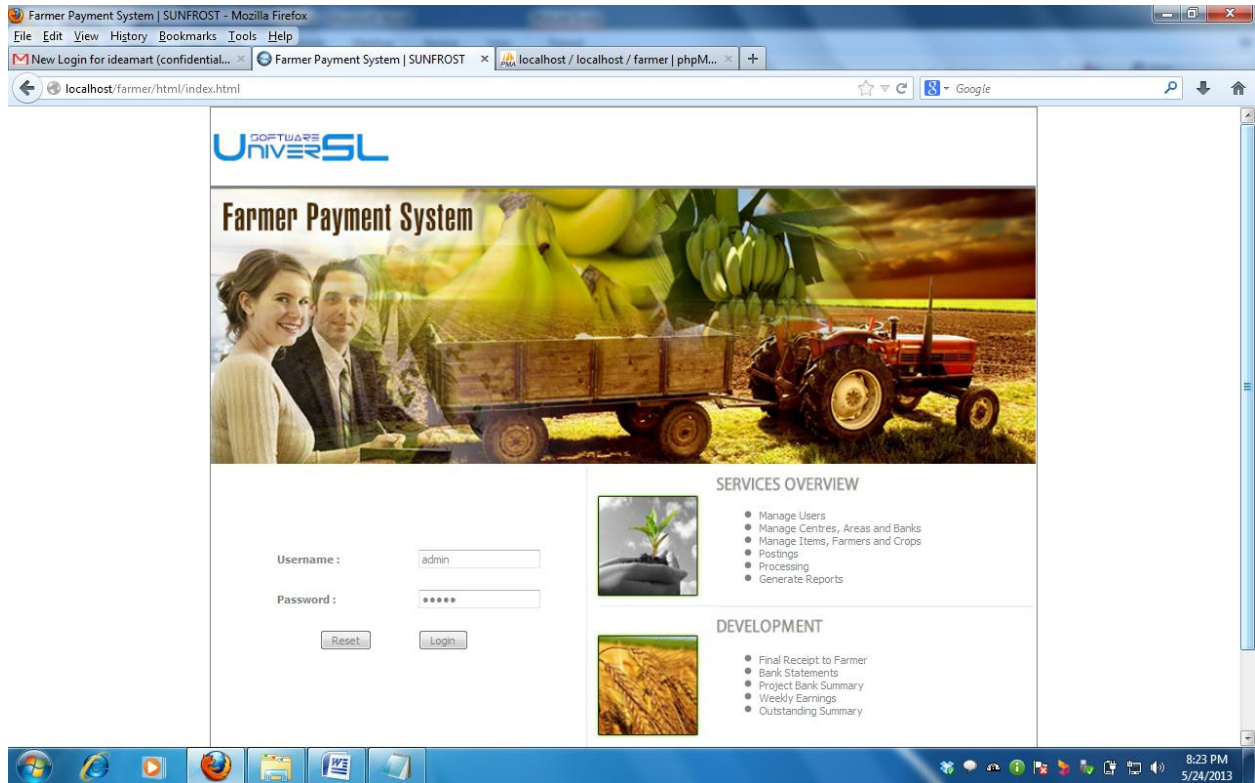 Farmer Payment System | SUNFROST - Mozilla Firefox
File Edit View History Bookmarks Tools Help
New Login for ideamart (confidential...
Farmer Payment System | SUNFROST
localhost / localhost / farmer | phpM...
localhost/farmer/html/index.html
Google
SOFTWARE
UNIVERSL
Farmer Payment System
SERVICES OVERVIEW
Manage Users
Manage Centres, Areas and Banks
Manage Items, Farmers and Crops
Postings
Processing
Generate Reports
Username :
admin
Password :
Reset
Login
DEVELOPMENT
Final Receipt to Farmer
Bank Statements
Project Bank Summary
Weekly Earnings
Outstanding Summary
8:23 PM
5/24/2013